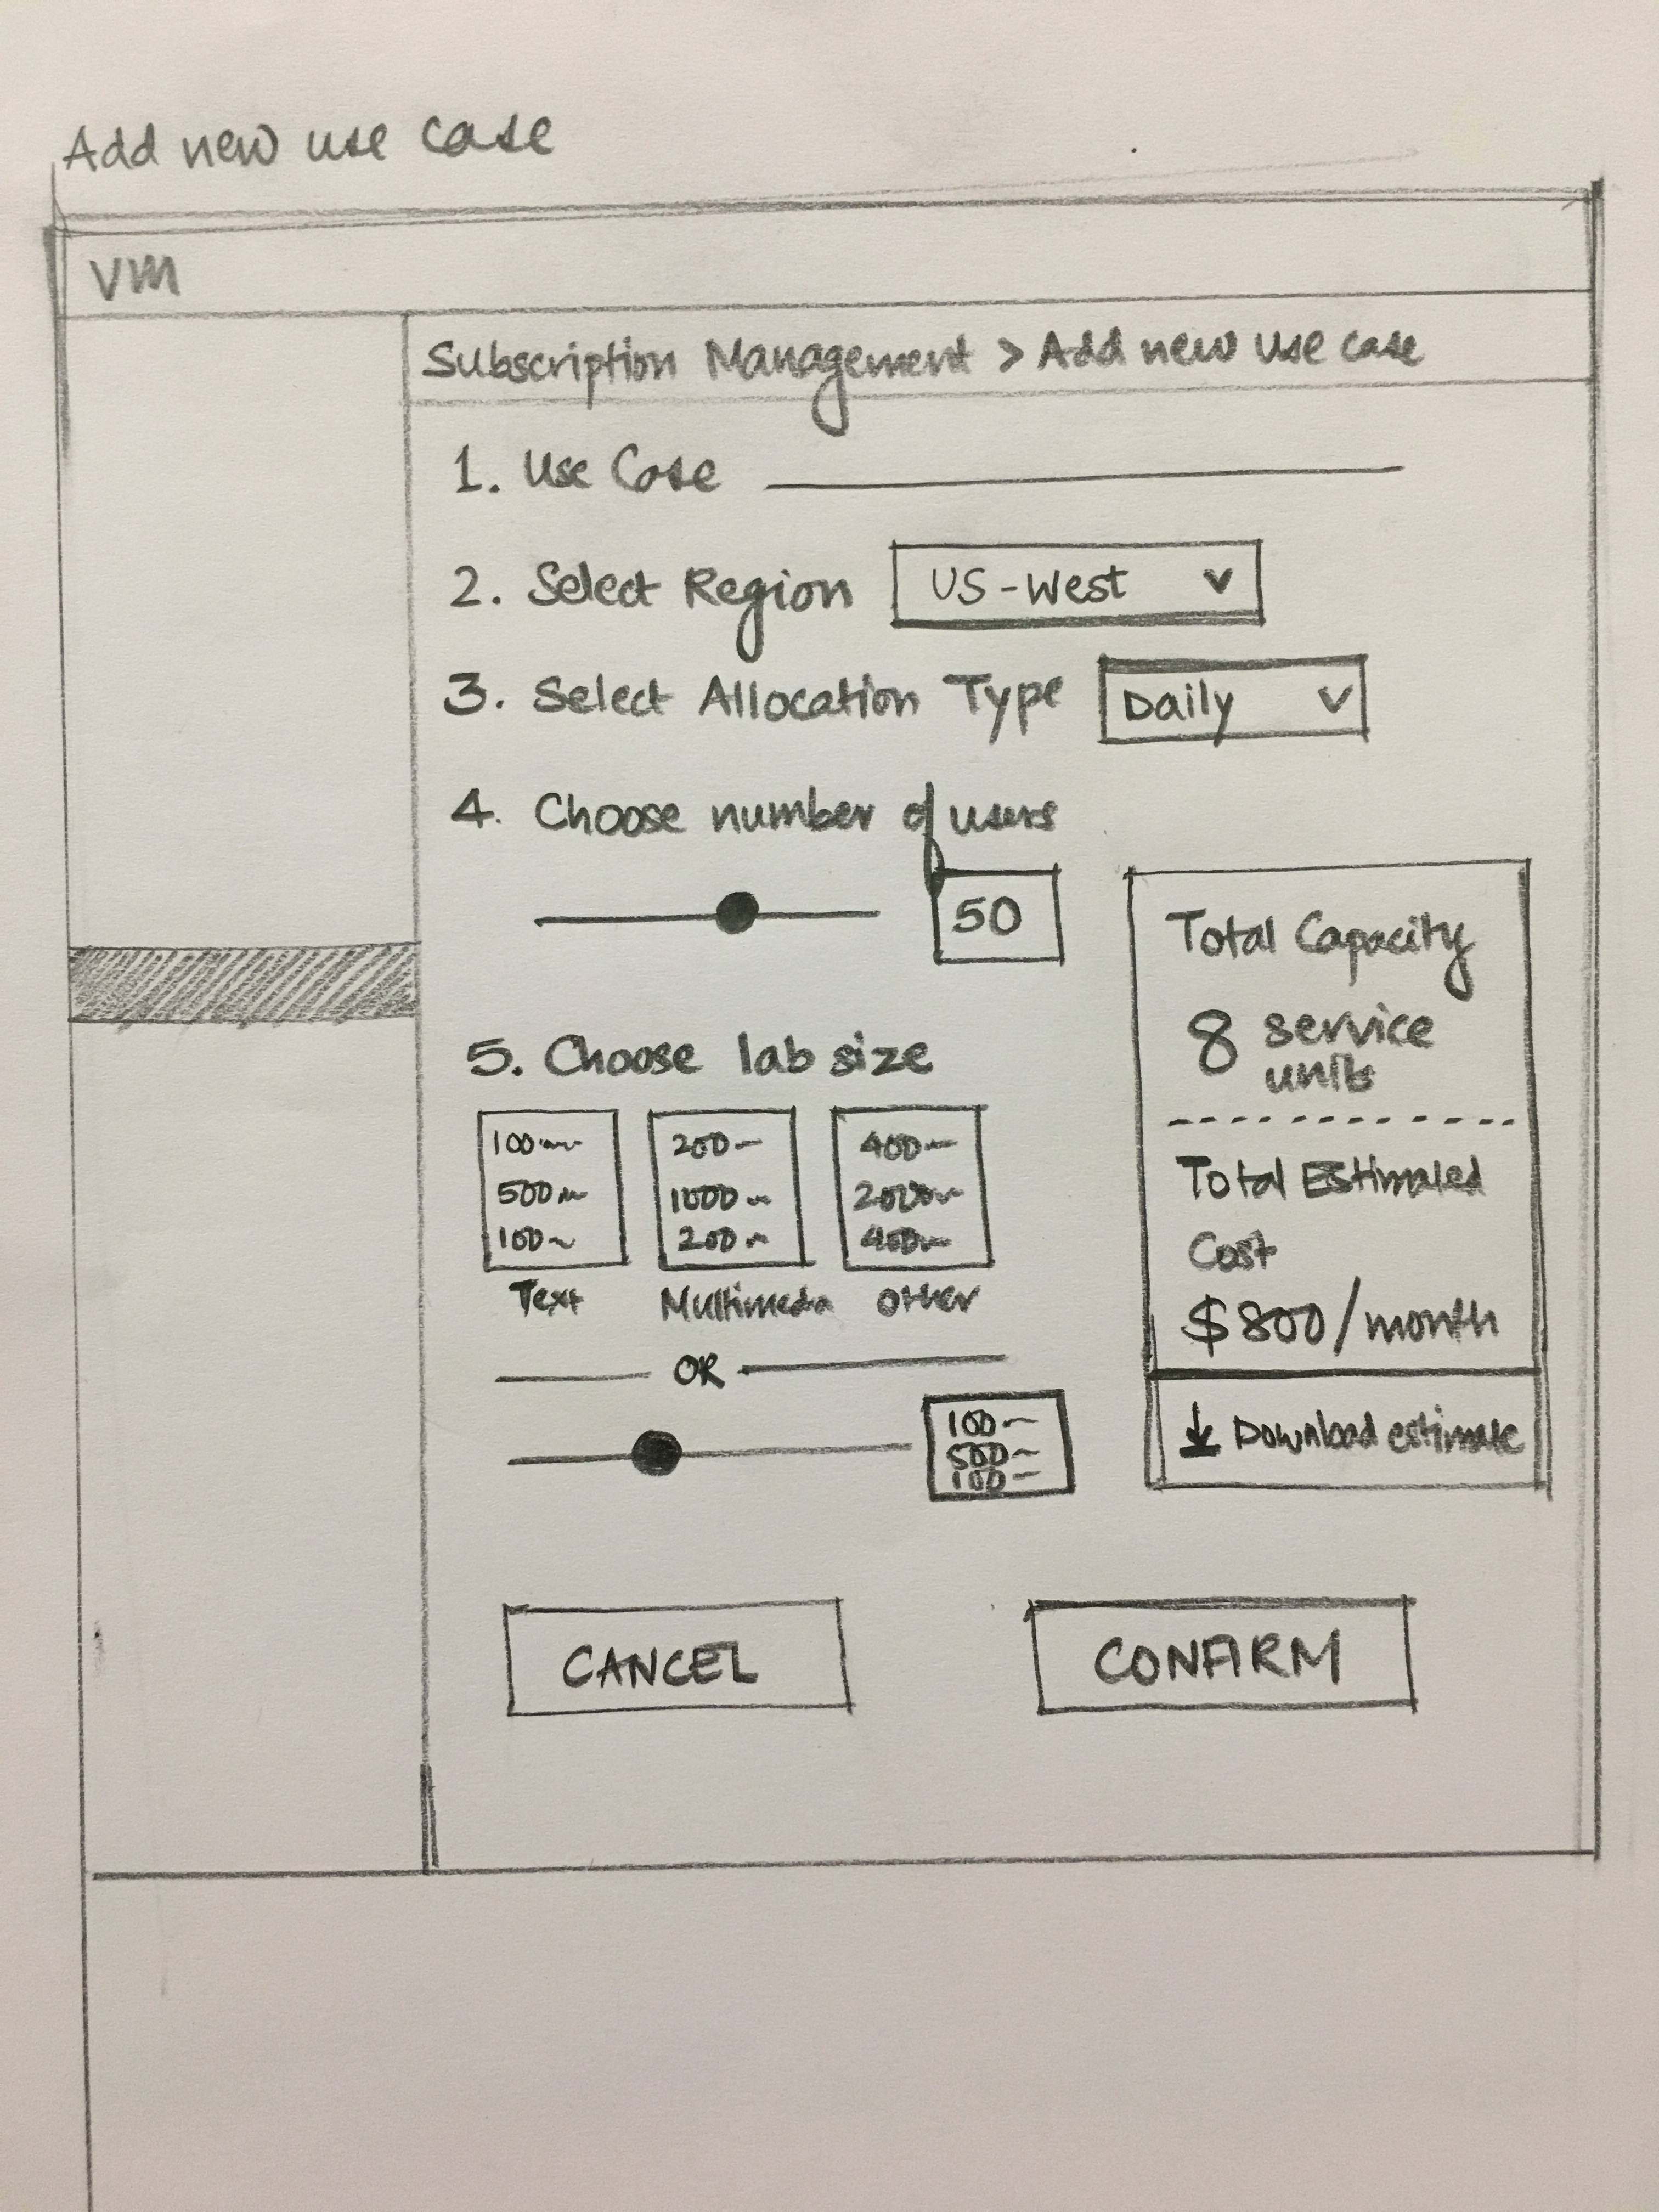 Add new use case
VM
Subscription Management > Add new use case
1. Use Case
2. Select Region US-West
3. Select Allocation Type Daily
4. Choose number of users
50
5. Choose lab size
100 200 400
500 1000 2000
100 200 400
Text Multimedia Other
OR
100
500
100
Total Capacity
8 service
units
Total Estimated
Cost
$800/month
Download estimate
CANCEL CONFIRM